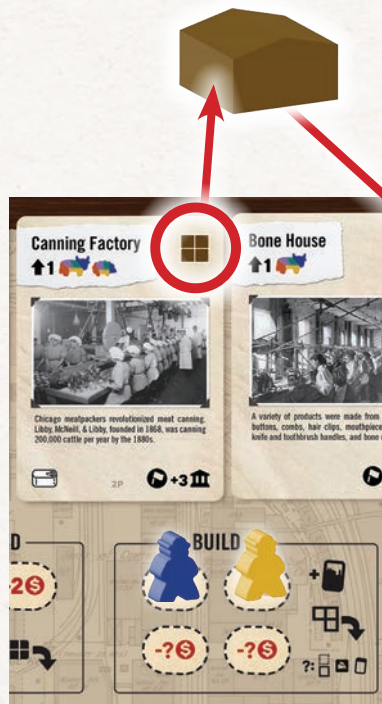 Canning Factory
1
Chicago meatpackers revolutionized meat canning.
Libby, McNeill, & Libby, founded in 1868, was canning
200,000 cattle per year by the 1880s.
2P
+3
Bone House
1
A variety of products were made from
buttons, combs, hair clips, mouthpiece
knife and toothbrush handles, and bone
D
2$
BUILD
+
-?$ -?$
?: